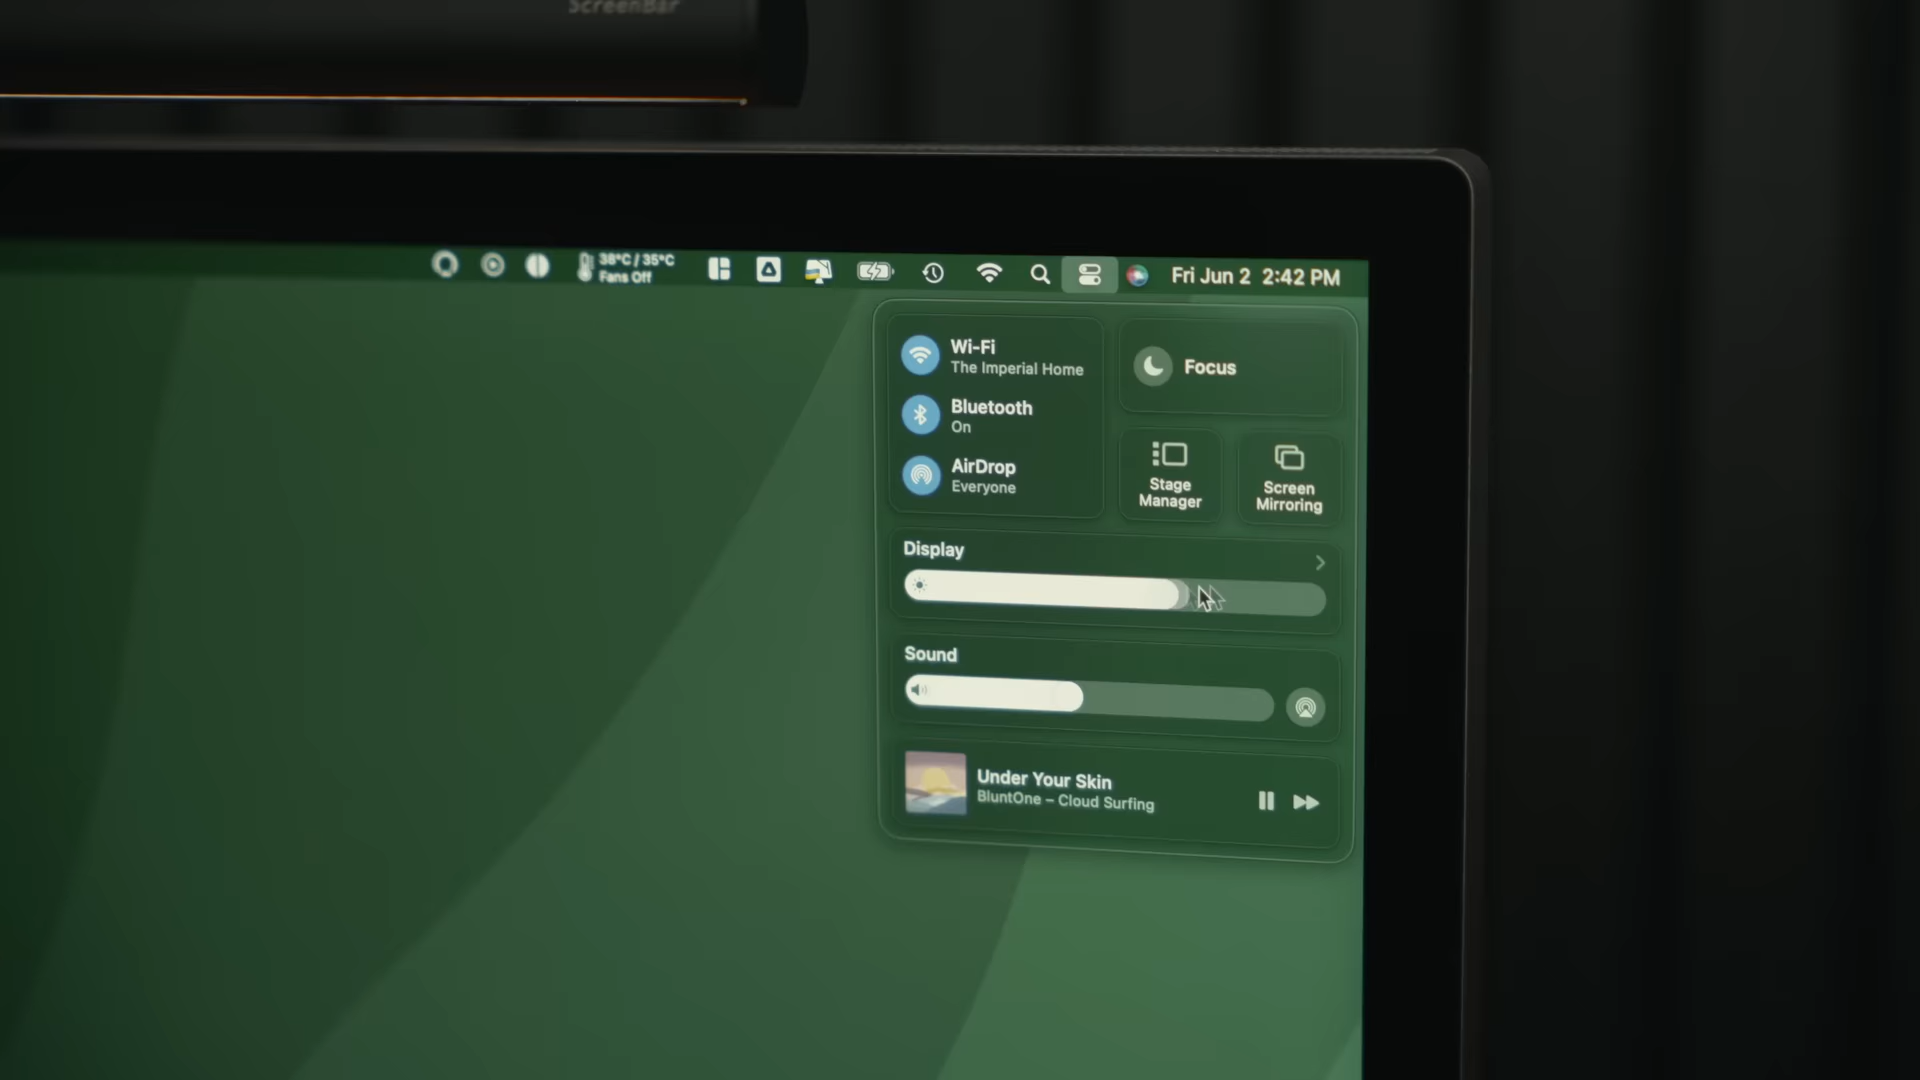 ScreenBar
38°C / 35°C
Fans Off
Fri Jun 2 2:42 PM
Wi-Fi
The Imperial Home
Bluetooth
On
AirDrop
Everyone
Focus
Stage
Manager
Screen
Mirroring
Display
Sound
Under Your Skin
BluntOne – Cloud Surfing